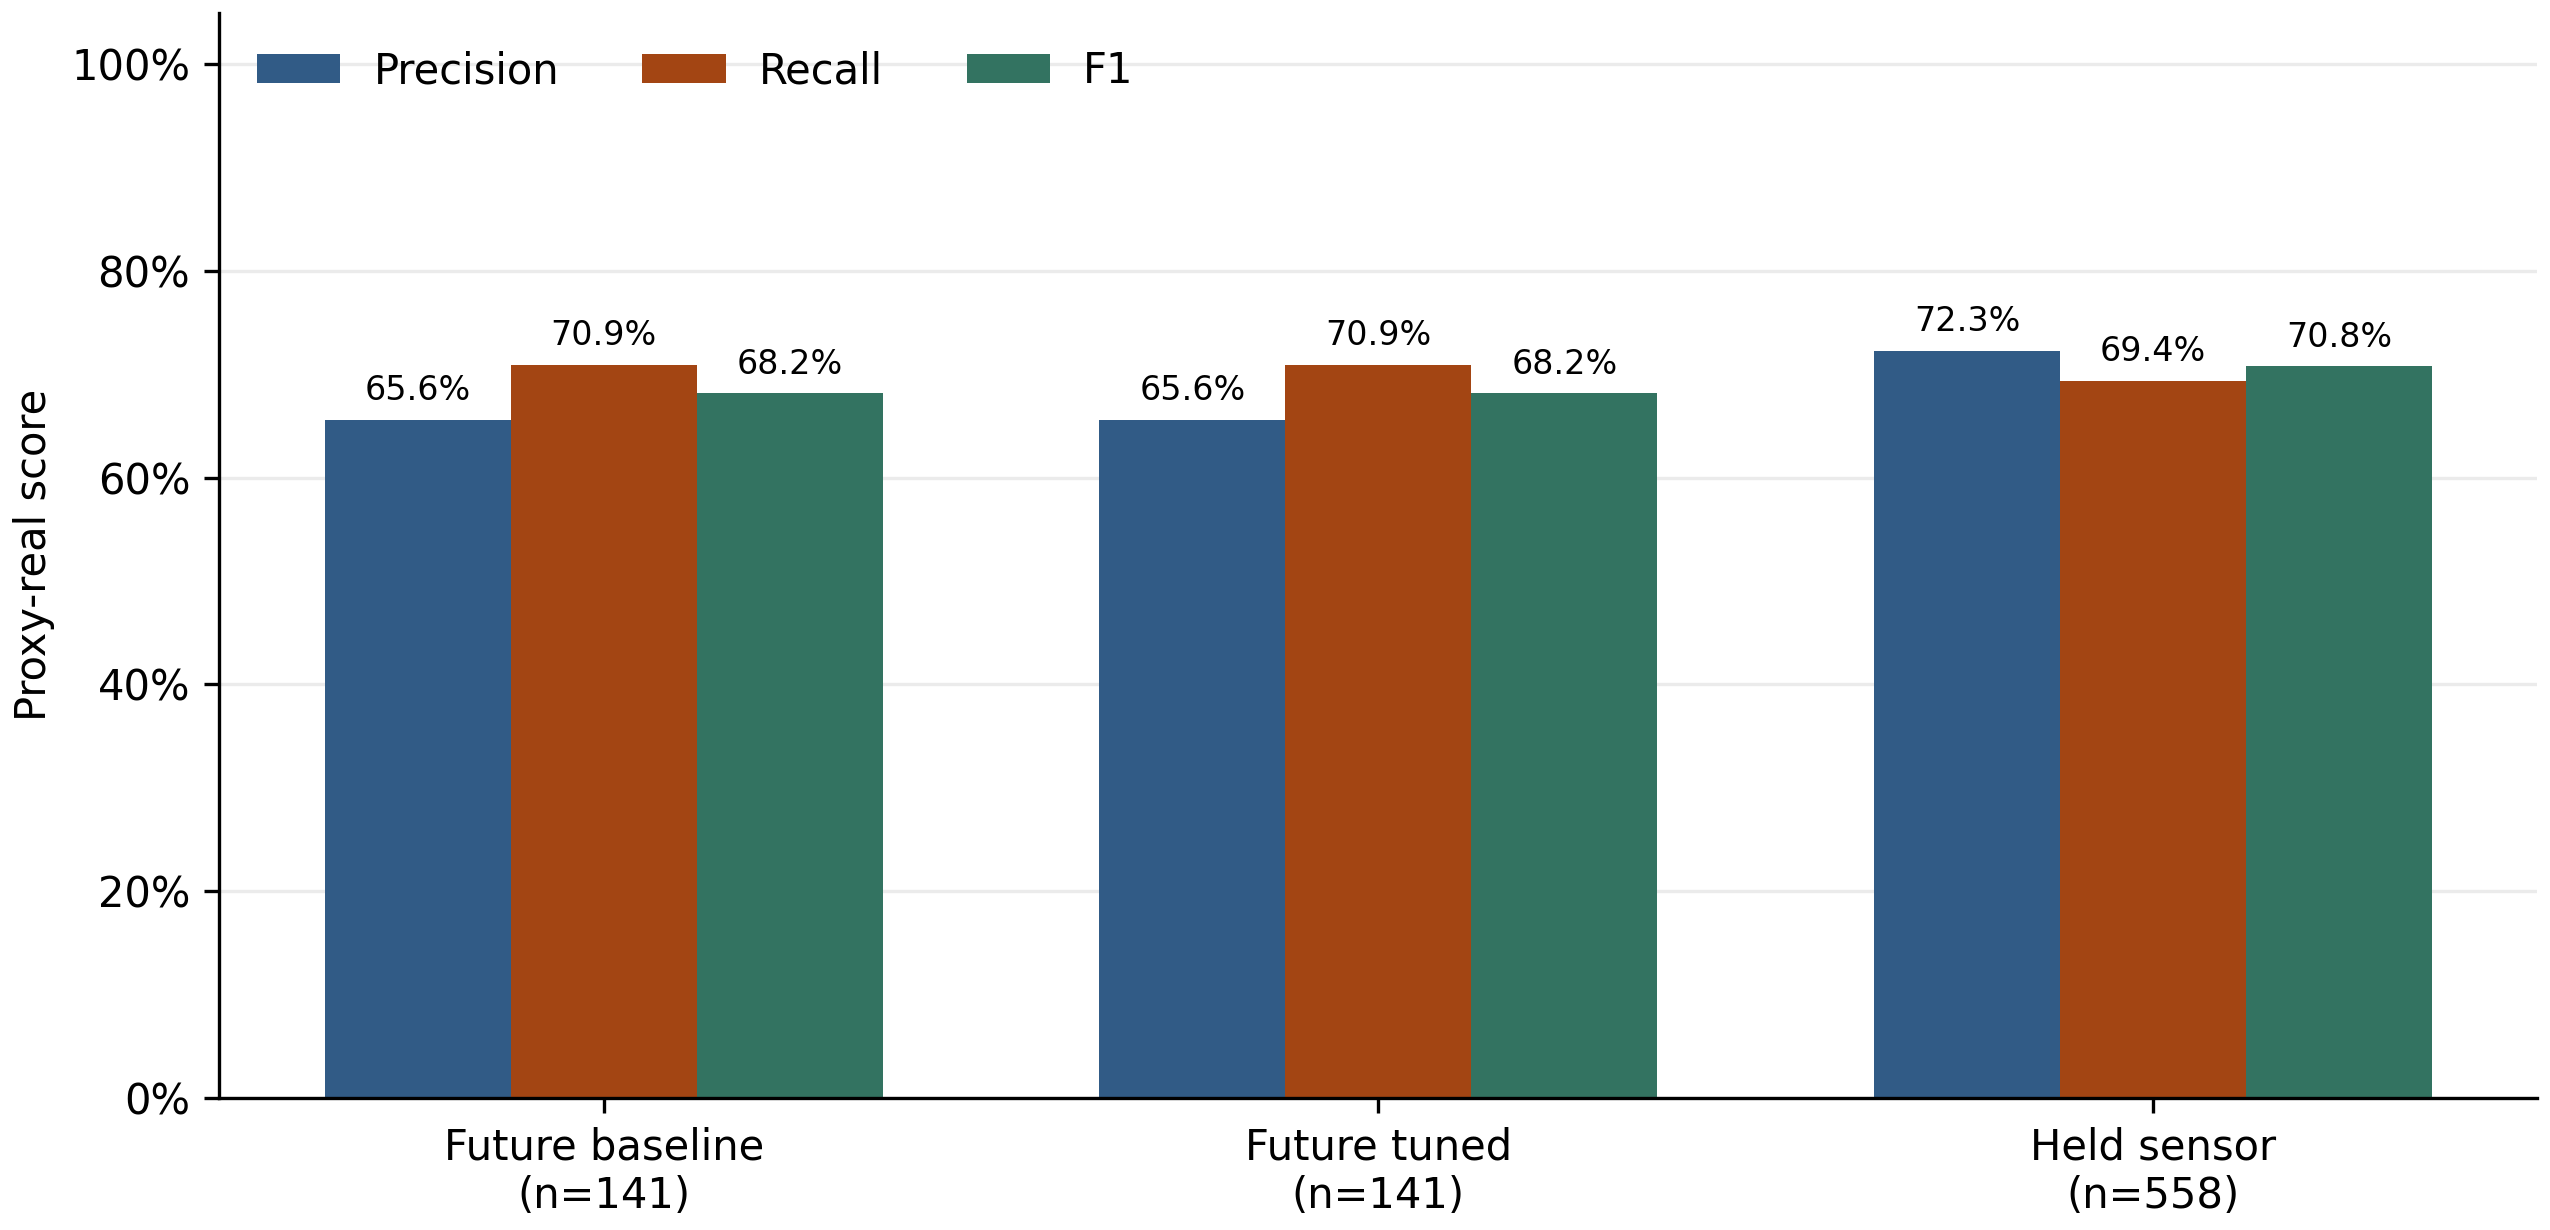 Precision Recall F1
100%
80%
60%
40%
20%
0%
Proxy-real score
65.6% 70.9% 68.2%
65.6% 70.9% 68.2%
72.3% 69.4% 70.8%
Future baseline
(n=141)
Future tuned
(n=141)
Held sensor
(n=558)